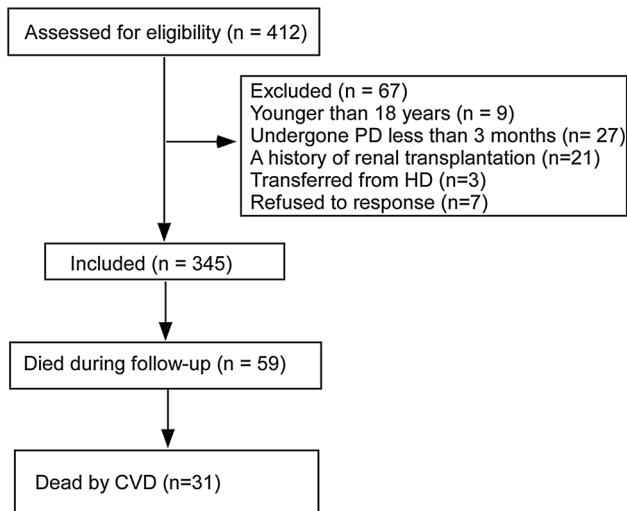 Assessed for eligibility (n = 412)
Excluded (n = 67)
Younger than 18 years (n = 9)
Undergone PD less than 3 months (n= 27)
A history of renal transplantation (n=21)
Transferred from HD (n=3)
Refused to response (n=7)
Included (n = 345)
Died during follow-up (n = 59)
Dead by CVD (n=31)